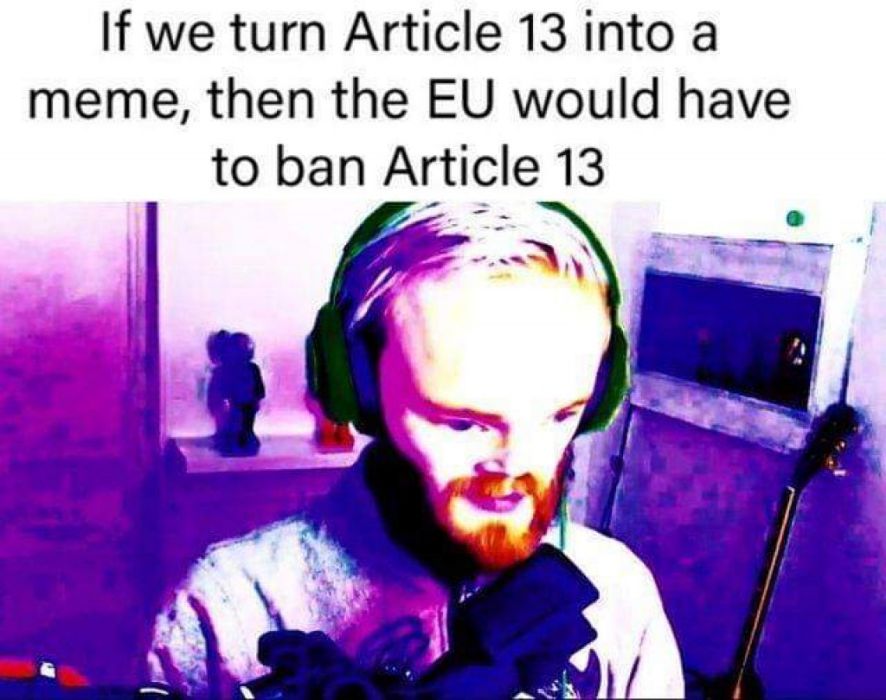 If we turn Article 13 into a
meme, then the EU would have
to ban Article 13